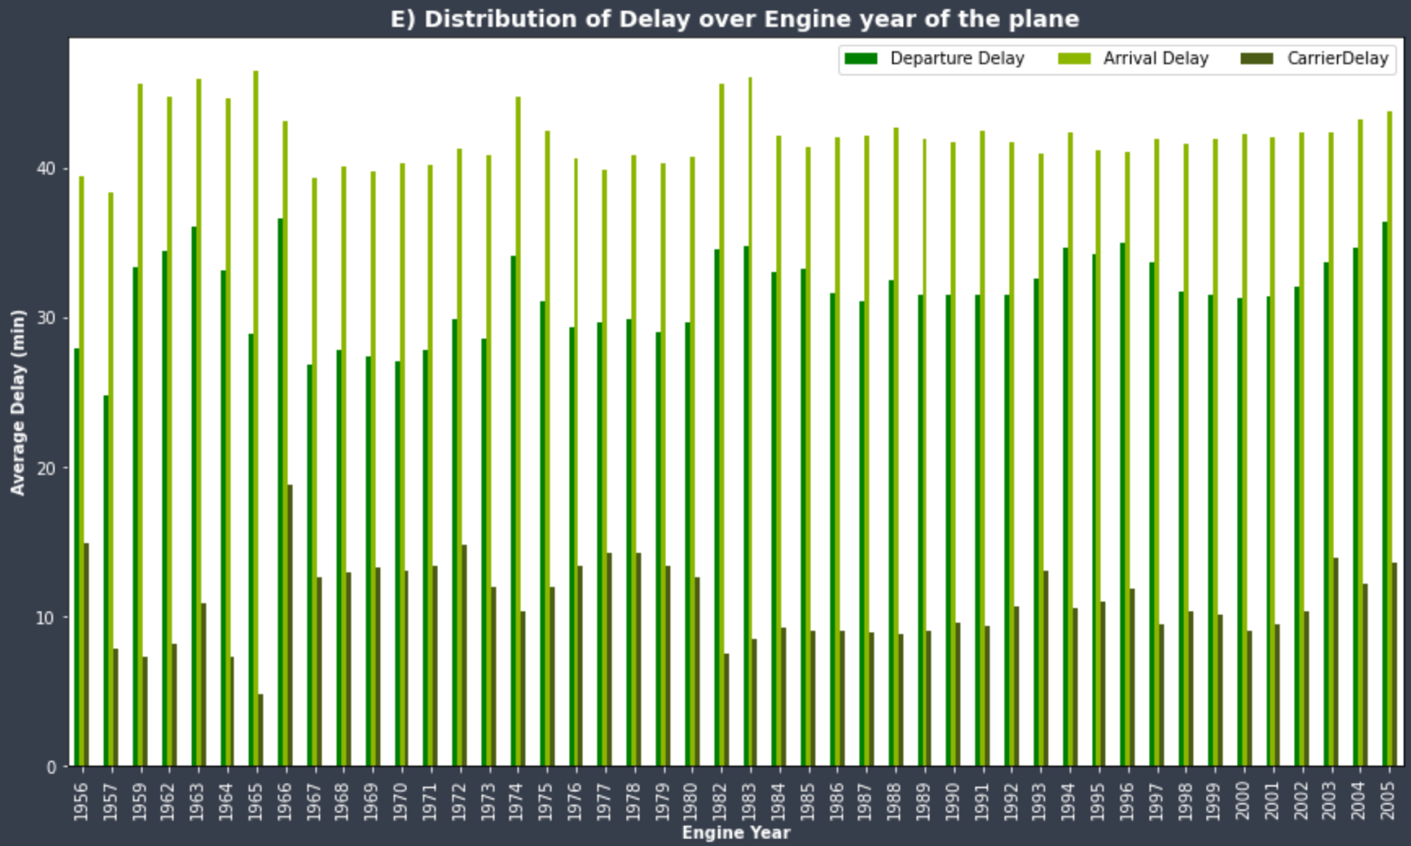 E) Distribution of Delay over Engine year of the plane
Departure Delay Arrival Delay CarrierDelay
Average Delay (min)
40
30
20
10
0
1956 1957 1959 1962 1963 1964 1965 1966 1967 1968 1969 1970 1971 1972 1973 1974 1975 1976 1977 1978 1979 1980 1982 1983 1984 1985 1986 1987 1988 1989 1990 1991 1992 1993 1994 1995 1996 1997 1998 1999 2000 2001 2002 2003 2004 2005
Engine Year